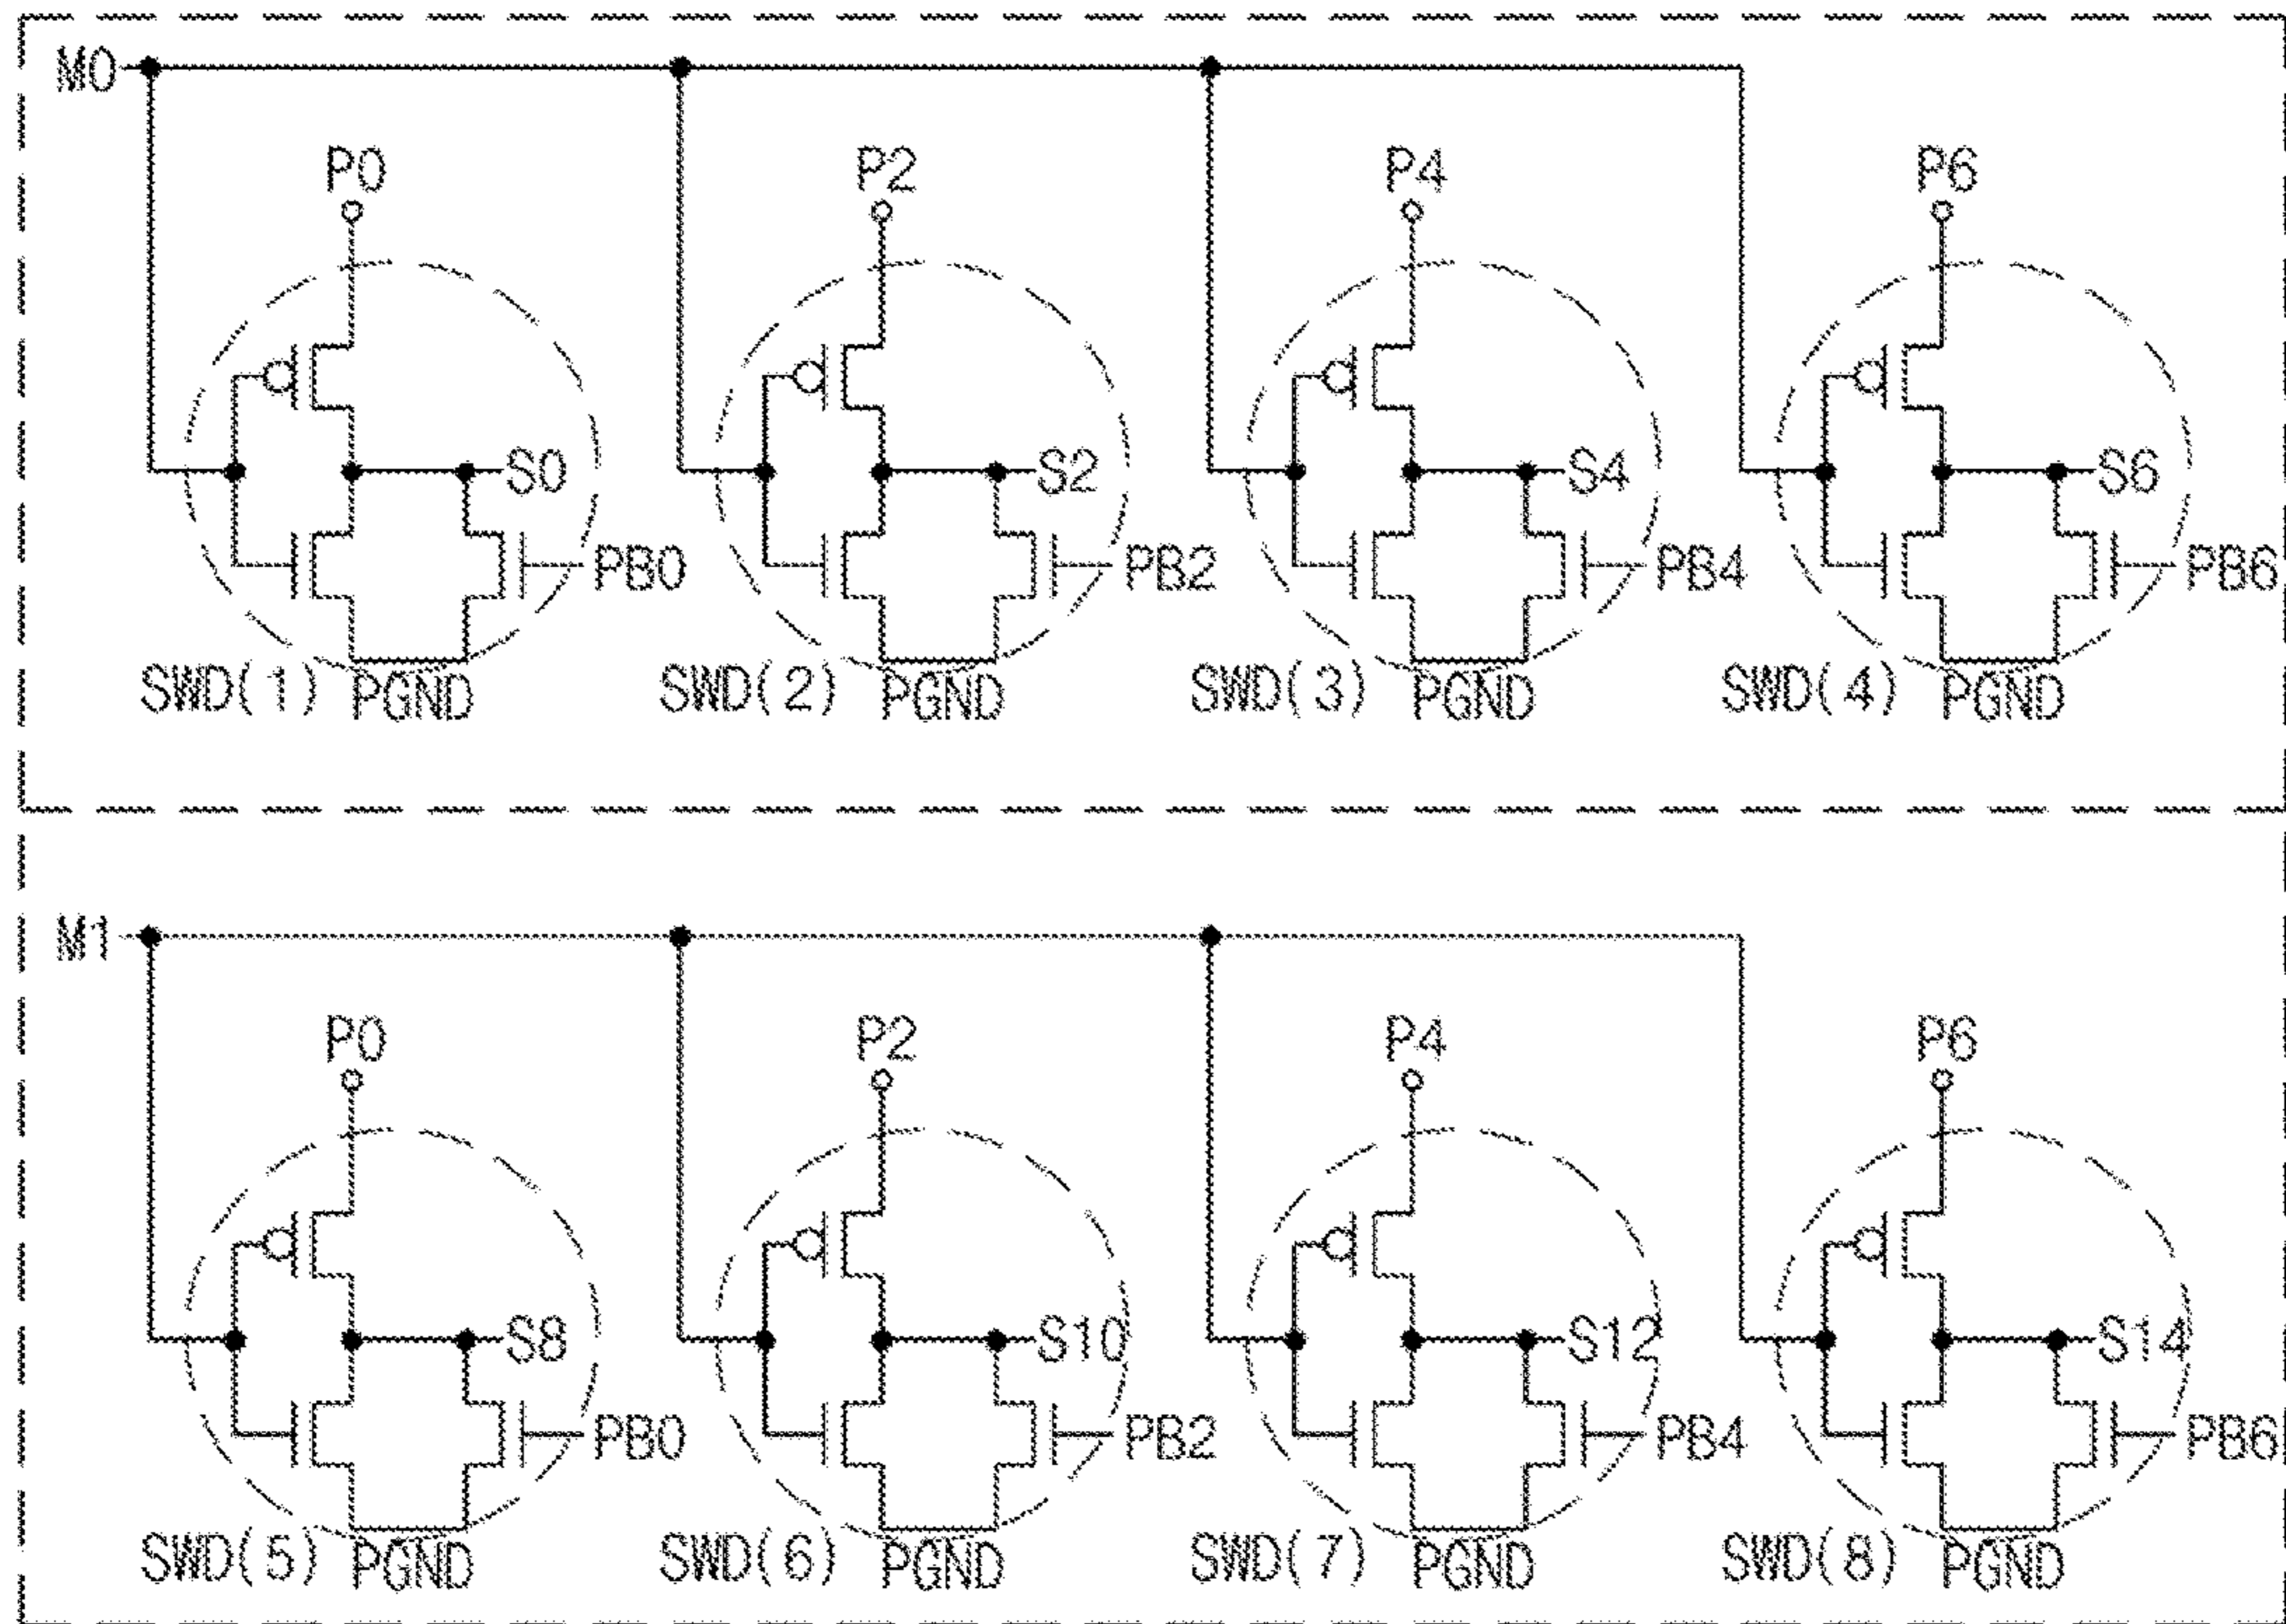 M0
P0 P2 P4 P6
S0 S2 S4 S6
PB0 PB2 PB4 PB6
SWD(1) PGND SWD(2) PGND SWD(3) PGND SWD(4) PGND
M1
P0 P2 P4 P6
S8 S10 S12 S14
PB0 PB2 PB4 PB6
SWD(5) PGND SWD(6) PGND SWD(7) PGND SWD(8) PGND